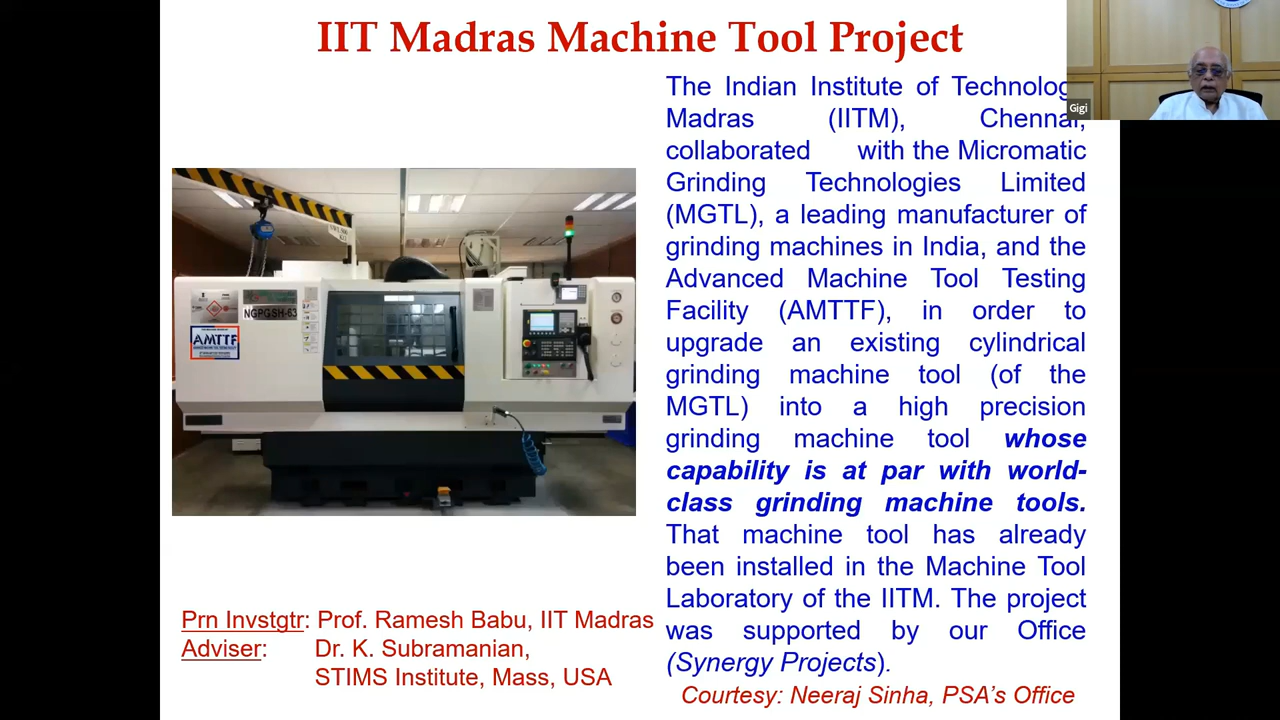 IIT Madras Machine Tool Project
The Indian Institute of Technolog
Madras (IITM), Chennai,
collaborated with the Micromatic
Grinding Technologies Limited
(MGTL), a leading manufacturer of
grinding machines in India, and the
Advanced Machine Tool Testing
Facility (AMTTF), in order to
upgrade an existing cylindrical
grinding machine tool (of the
MGTL) into a high precision
grinding machine tool whose
capability is at par with world-
class grinding machine tools.
That machine tool has already
been installed in the Machine Tool
Laboratory of the IITM. The project
was supported by our Office
(Synergy Projects).
Courtesy: Neeraj Sinha, PSA's Office
Gigi
NGPGSH-63
AMTTF
Prn Invstgtr: Prof. Ramesh Babu, IIT Madras
Adviser: Dr. K. Subramanian,
STIMS Institute, Mass, USA